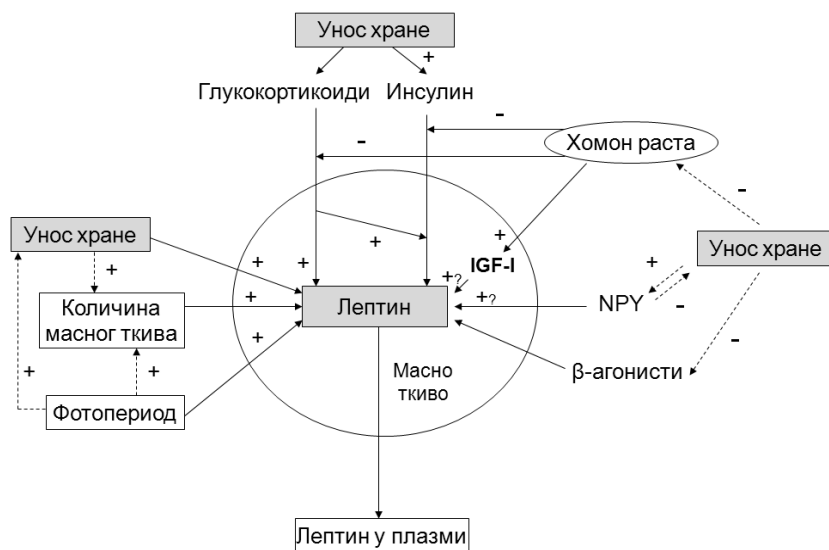 Унос хране
+
Глукокортикоиди Инсулин
-
-
Хомон раста
-
Унос хране
+
+
+
+
IGF-I
+
-
Унос хране
+
+?
+?
NPY
Количина
масног ткива
+
Лептин
-
+
+
+
Масно
ткиво
β-агонисти
Фотопериод
Лептин у плазми